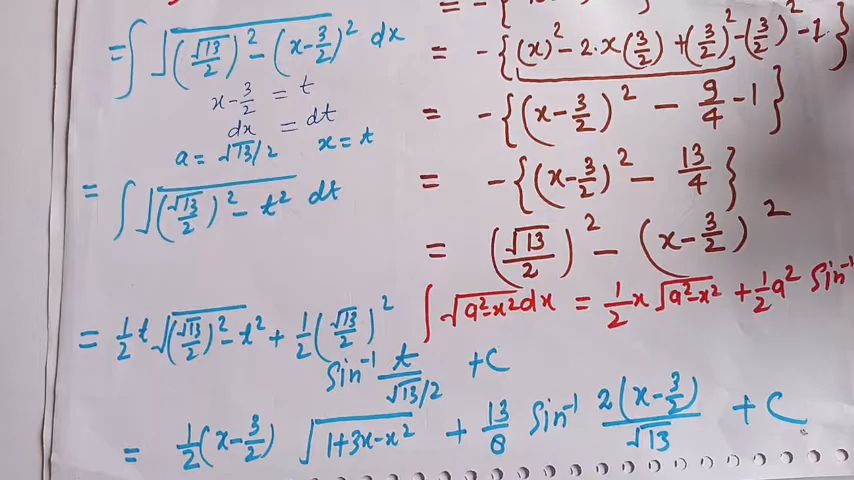 = ∫ √((√13/2)² - (x-3/2)² dx
x-3/2 = t
dx = dt
a = √13/2 x = t
= ∫ √((√13/2)² - t² dt
= 1/2 t √((√13/2)² - t² + 1/2 (√13/2)²
Sin⁻¹ t/√13/2 + C
= 1/2 (x-3/2) √1+3x-x² + 13/8 Sin⁻¹ 2(x-3/2)/√13 + C
= -{
= -{(x)² - 2·x(3/2) + (3/2)² - (3/2)² - 1}
= -{(x-3/2)² - 9/4 - 1}
= -{(x-3/2)² - 13/4}
= (√13/2)² - (x-3/2)²
∫ √a²-x² dx = 1/2 x √a²-x² + 1/2 a² Sin⁻¹